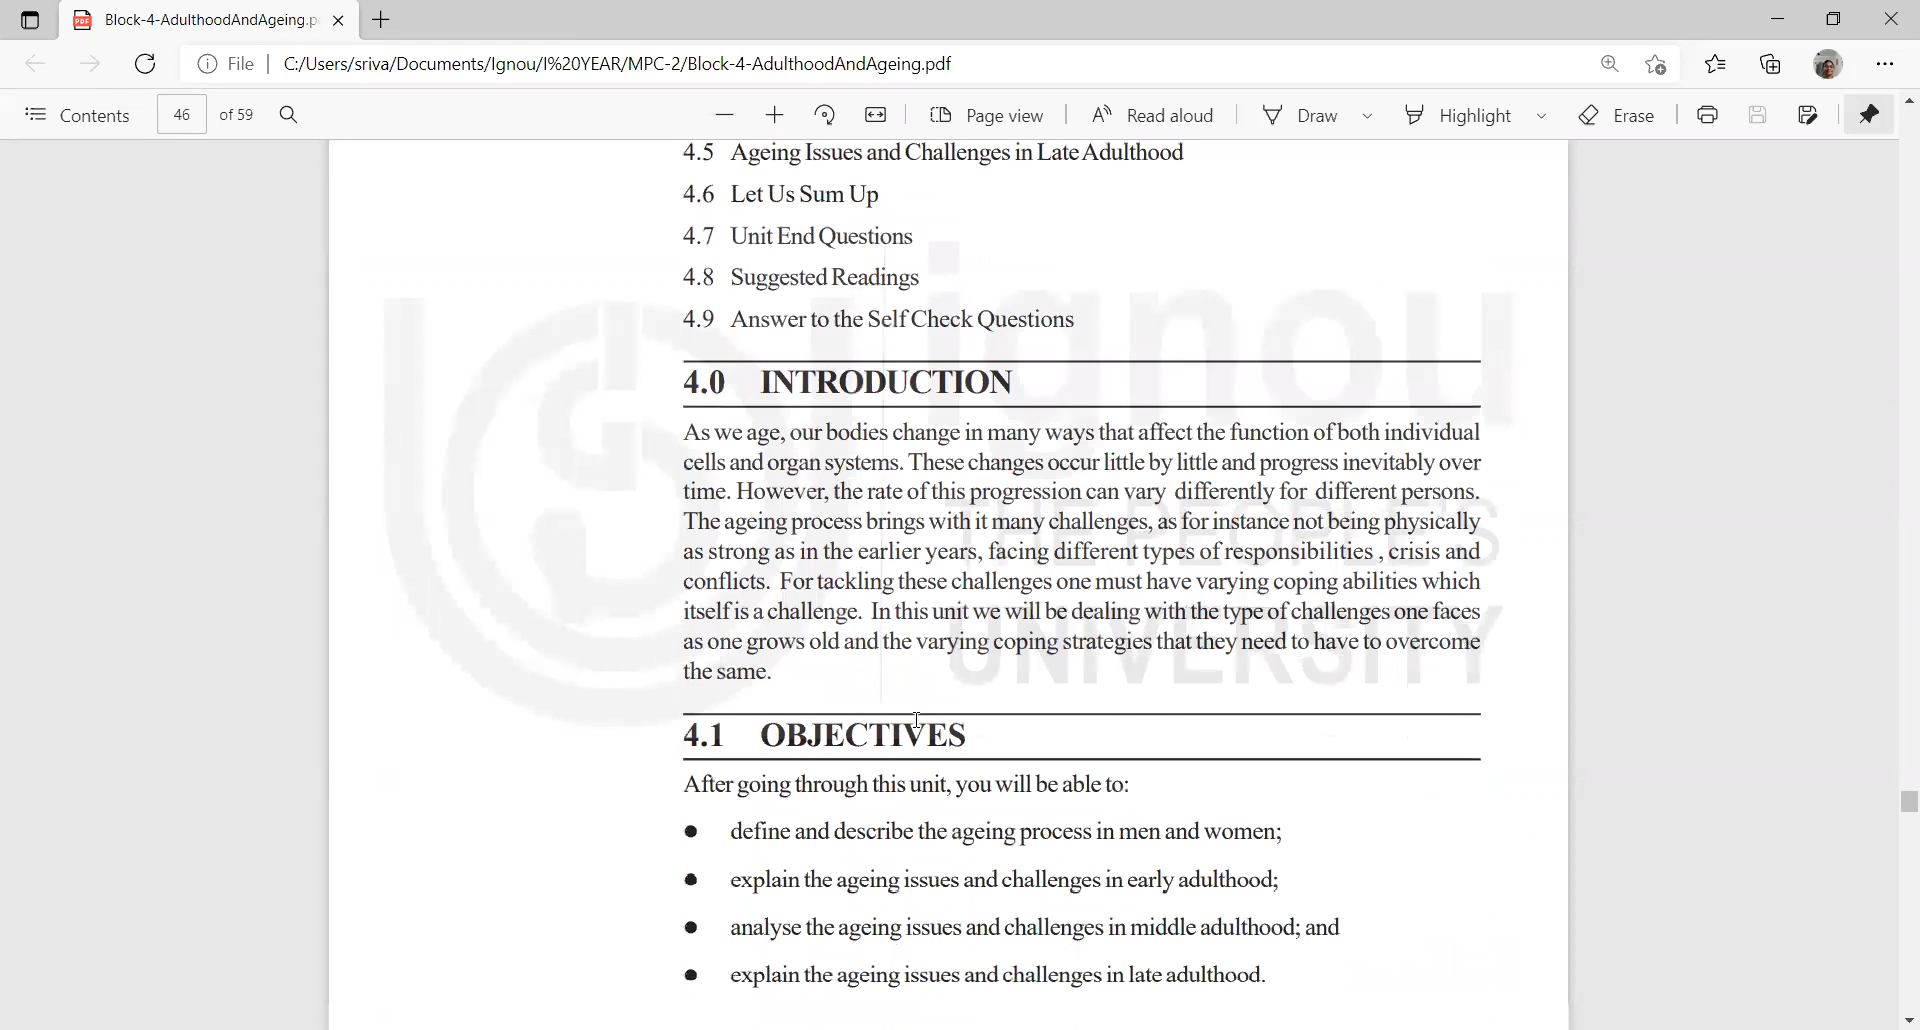 Block-4-AdulthoodAndAgeing.p
File
C:/Users/sriva/Documents/Ignou/I%20YEAR/MPC-2/Block-4-AdulthoodAndAgeing.pdf
Contents
46
of 59
Page view
Read aloud
Draw
Highlight
Erase
4.5 Ageing Issues and Challenges in Late Adulthood
4.6 Let Us Sum Up
4.7 Unit End Questions
4.8 Suggested Readings
4.9 Answer to the Self Check Questions
4.0 INTRODUCTION
As we age, our bodies change in many ways that affect the function of both individual
cells and organ systems. These changes occur little by little and progress inevitably over
time. However, the rate of this progression can vary differently for different persons.
The ageing process brings with it many challenges, as for instance not being physically
as strong as in the earlier years, facing different types of responsibilities , crisis and
conflicts. For tackling these challenges one must have varying coping abilities which
itself is a challenge. In this unit we will be dealing with the type of challenges one faces
as one grows old and the varying coping strategies that they need to have to overcome
the same.
4.1 OBJECTIVES
After going through this unit, you will be able to:
● define and describe the ageing process in men and women;
● explain the ageing issues and challenges in early adulthood;
● analyse the ageing issues and challenges in middle adulthood; and
● explain the ageing issues and challenges in late adulthood.
ignou
THE PEOPLE'S
UNIVERSITY